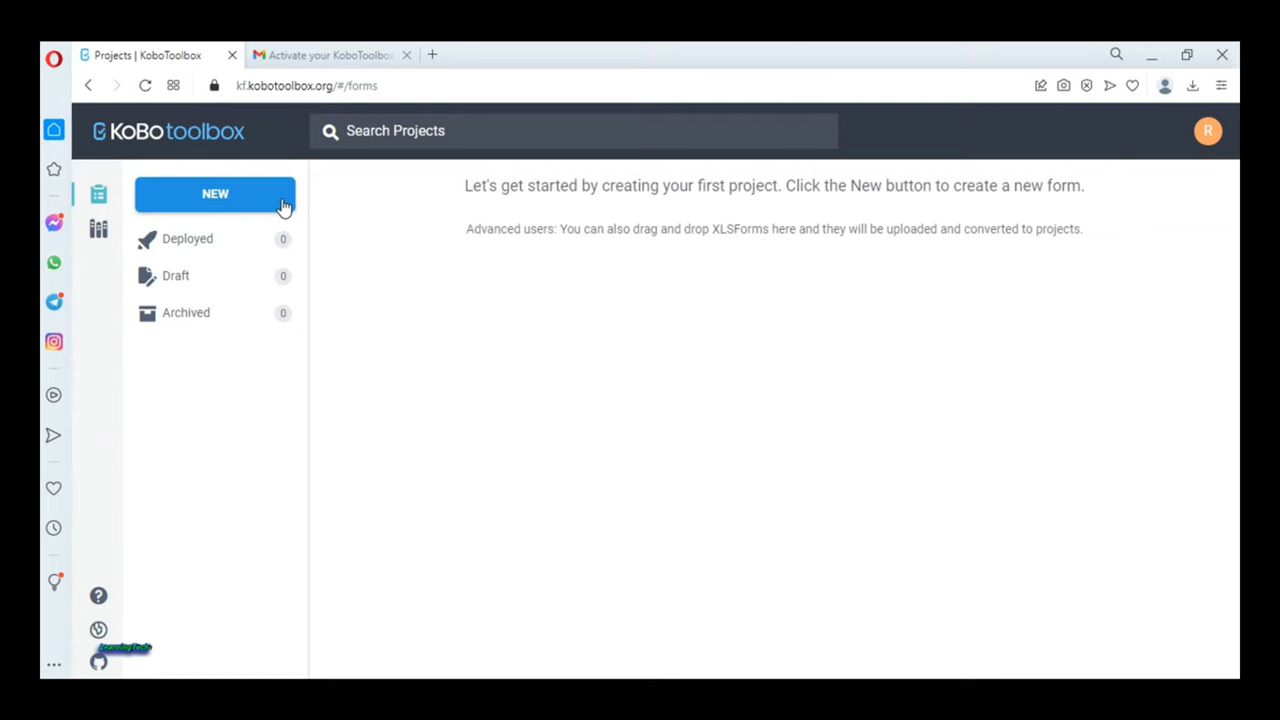 Projects | KoboToolbox
Activate your KoboToolbox
kf.kobotoolbox.org/#/forms
KoBo toolbox
Search Projects
R
NEW
Let's get started by creating your first project. Click the New button to create a new form.
Advanced users: You can also drag and drop XLSForms here and they will be uploaded and converted to projects.
Deployed 0
Draft 0
Archived 0
LearningTech